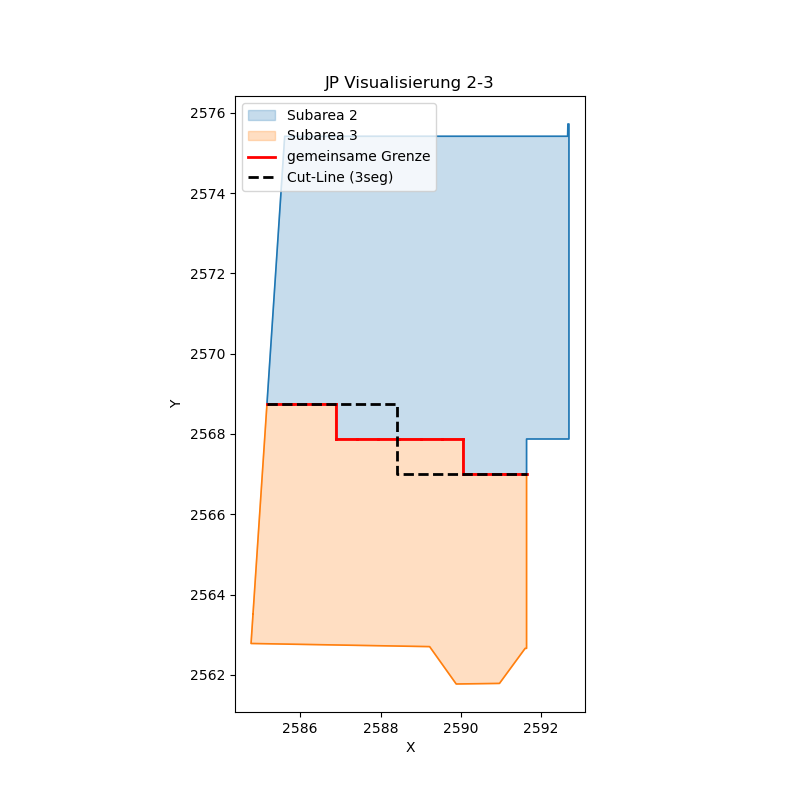 JP Visualisierung 2-3
Subarea 2
Subarea 3
gemeinsame Grenze
Cut-Line (3seg)
2576
2574
2572
2570
2568
2566
2564
2562
Y
2586 2588 2590 2592
X